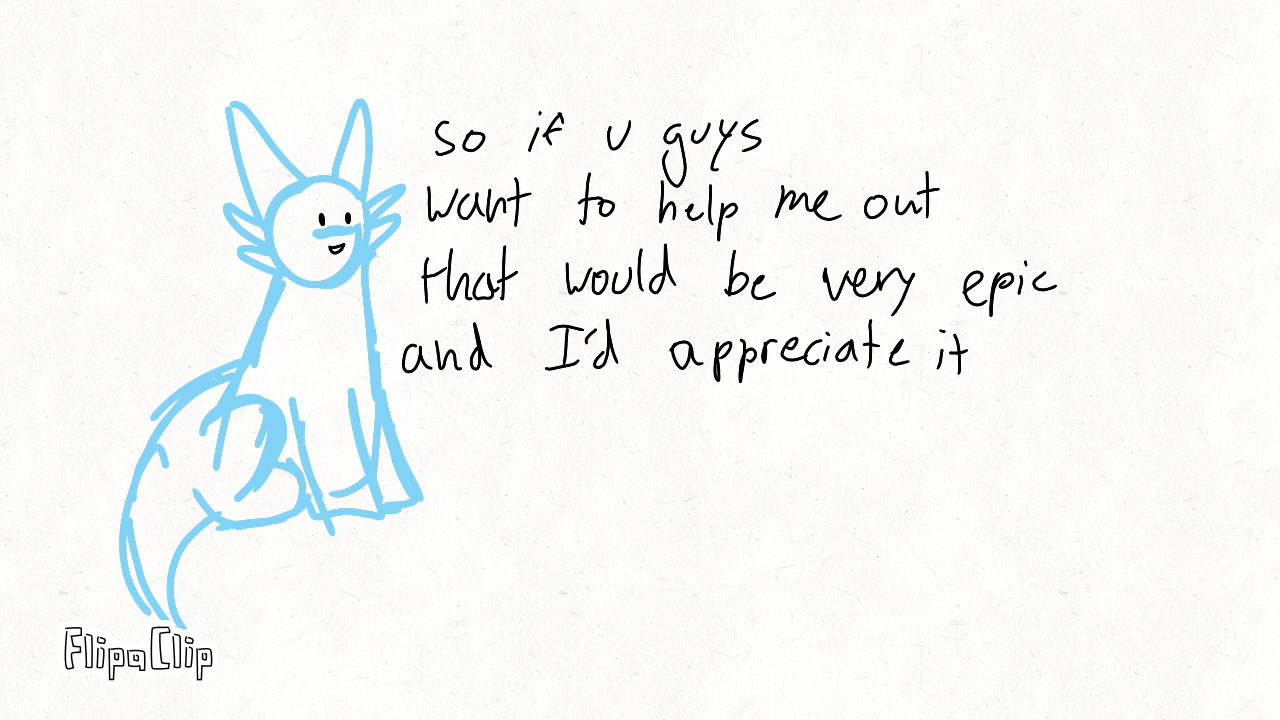 so if u guys
want to help me out
that would be very epic
and I'd appreciate it
FlipaClip